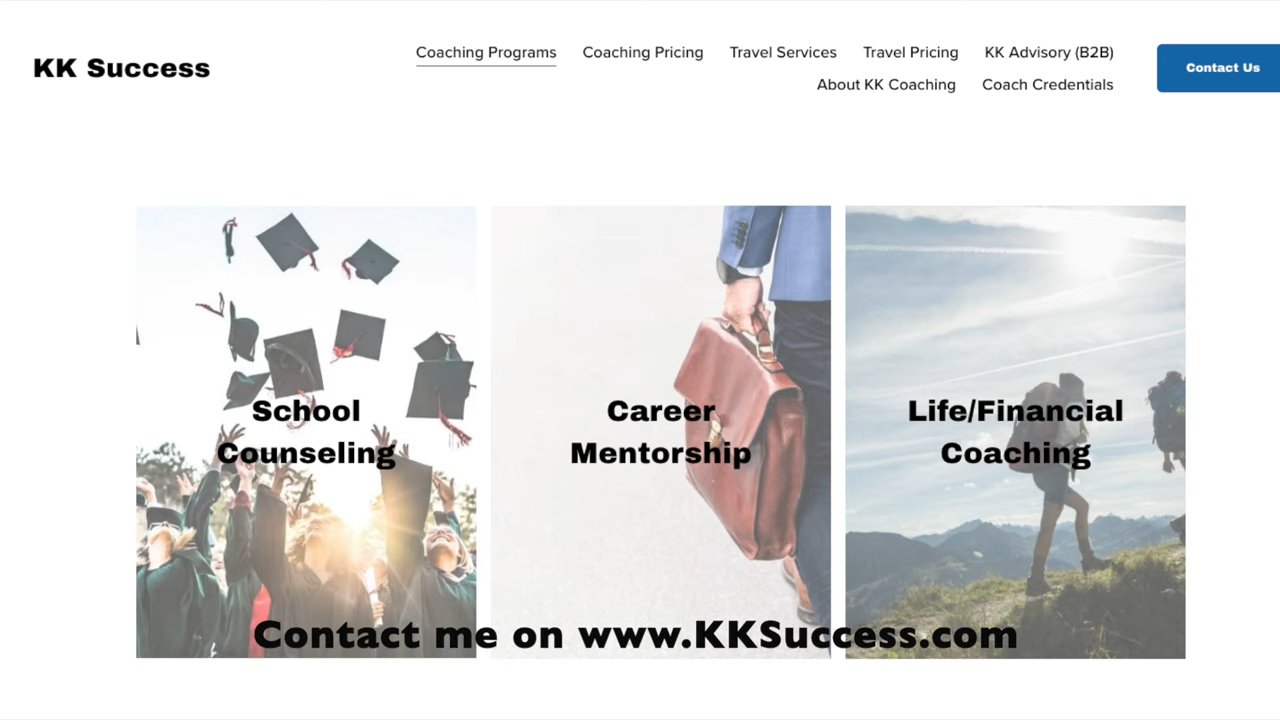 KK Success
Coaching Programs
Coaching Pricing
Travel Services
Travel Pricing
KK Advisory (B2B)
About KK Coaching
Coach Credentials
Contact Us
School
Counseling
Career
Mentorship
Life/Financial
Coaching
Contact me on www.KKSuccess.com